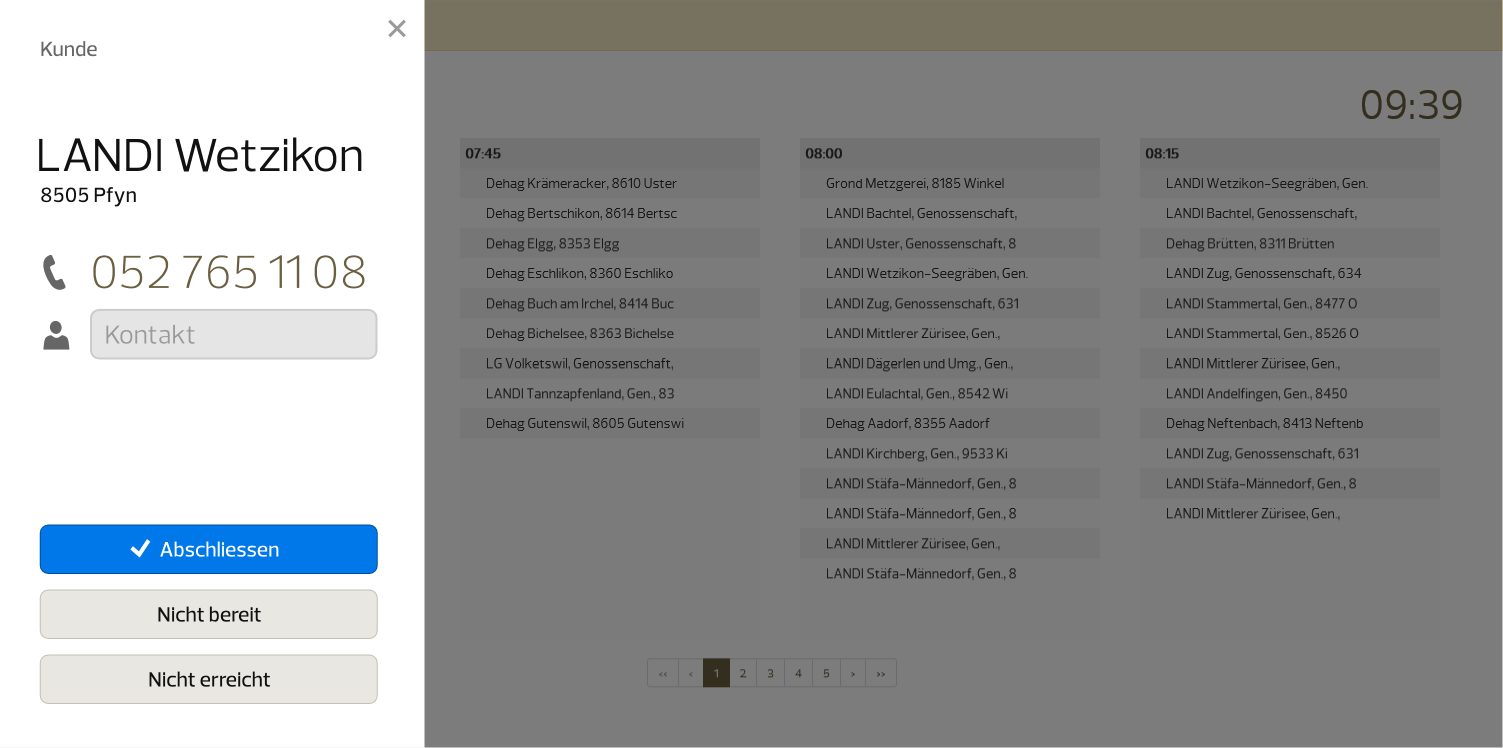 Kunde
LANDI Wetzikon
8505 Pfyn
052 765 11 08
Kontakt
Abschliessen
Nicht bereit
Nicht erreicht
09:39
07:45
Dehag Krämeracker, 8610 Uster
Dehag Bertschikon, 8614 Bertsc
Dehag Elgg, 8353 Elgg
Dehag Eschlikon, 8360 Eschliko
Dehag Buch am Irchel, 8414 Buc
Dehag Bichelsee, 8363 Bichelse
LG Volketswil, Genossenschaft,
LANDI Tannzapfenland, Gen., 83
Dehag Gutenswil, 8605 Gutenswi
08:00
Grond Metzgerei, 8185 Winkel
LANDI Bachtel, Genossenschaft,
LANDI Uster, Genossenschaft, 8
LANDI Wetzikon-Seegräben, Gen.
LANDI Zug, Genossenschaft, 631
LANDI Mittlerer Zürisee, Gen.,
LANDI Dägerlen und Umg., Gen.,
LANDI Eulachtal, Gen., 8542 Wi
Dehag Aadorf, 8355 Aadorf
LANDI Kirchberg, Gen., 9533 Ki
LANDI Stäfa-Männedorf, Gen., 8
LANDI Stäfa-Männedorf, Gen., 8
LANDI Mittlerer Zürisee, Gen.,
LANDI Stäfa-Männedorf, Gen., 8
08:15
LANDI Wetzikon-Seegräben, Gen.
LANDI Bachtel, Genossenschaft,
Dehag Brütten, 8311 Brütten
LANDI Zug, Genossenschaft, 634
LANDI Stammertal, Gen., 8477 O
LANDI Stammertal, Gen., 8526 O
LANDI Mittlerer Zürisee, Gen.,
LANDI Andelfingen, Gen., 8450
Dehag Neftenbach, 8413 Neftenb
LANDI Zug, Genossenschaft, 631
LANDI Stäfa-Männedorf, Gen., 8
LANDI Mittlerer Zürisee, Gen.,
‹‹ ‹ 1 2 3 4 5 › ››